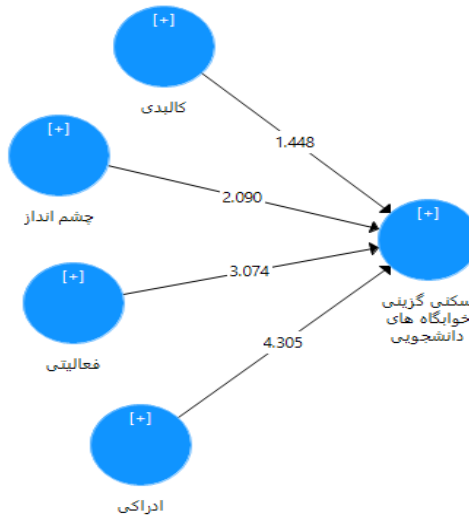 [+]
کالبدی
1.448
[+]
چشم انداز
2.090
[+]
سکنی گزینی
خوابگاه های
دانشجویی
[+]
فعالیتی
3.074
4.305
[+]
ادراکی